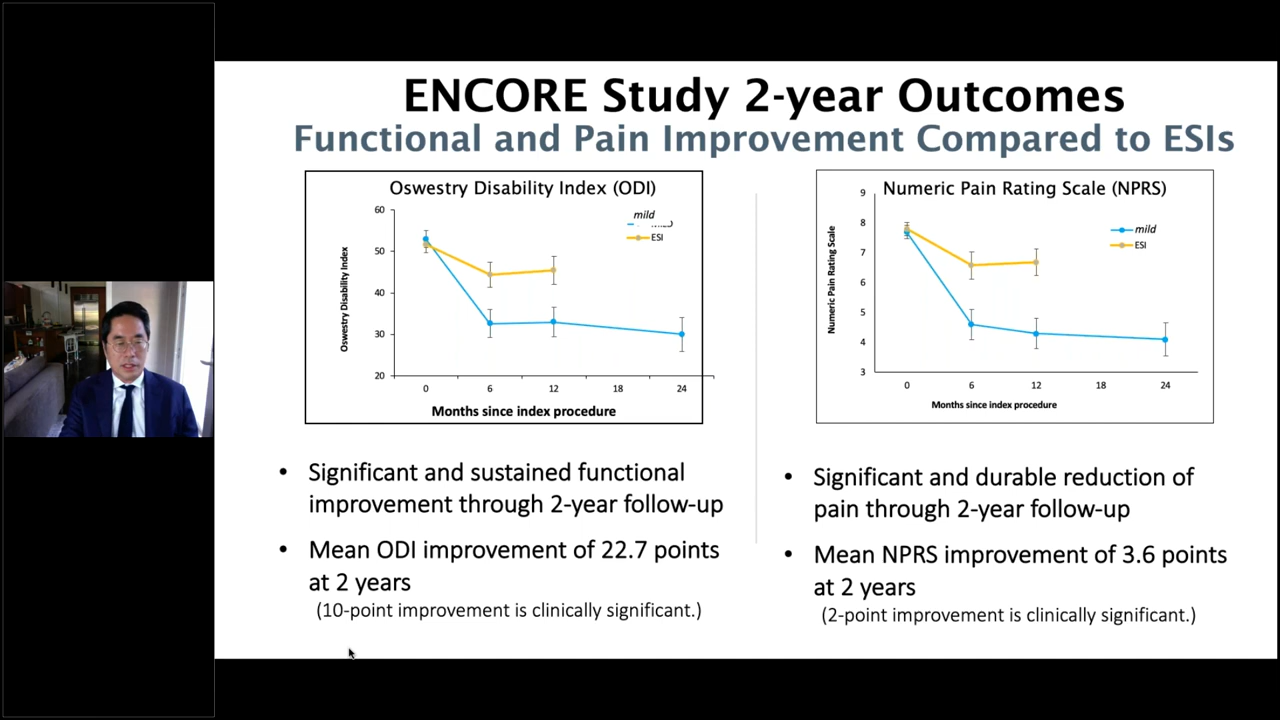 ENCORE Study 2-year Outcomes
Functional and Pain Improvement Compared to ESIs
Oswestry Disability Index (ODI)
60
50
40
30
20
Oswestry Disability Index
mild
ESI
0 6 12 18 24
Months since index procedure
Numeric Pain Rating Scale (NPRS)
9
8
7
6
5
4
3
Numeric Pain Rating Scale
mild
ESI
0 6 12 18 24
Months since index procedure
• Significant and sustained functional
improvement through 2-year follow-up
• Mean ODI improvement of 22.7 points
at 2 years
(10-point improvement is clinically significant.)
• Significant and durable reduction of
pain through 2-year follow-up
• Mean NPRS improvement of 3.6 points
at 2 years
(2-point improvement is clinically significant.)